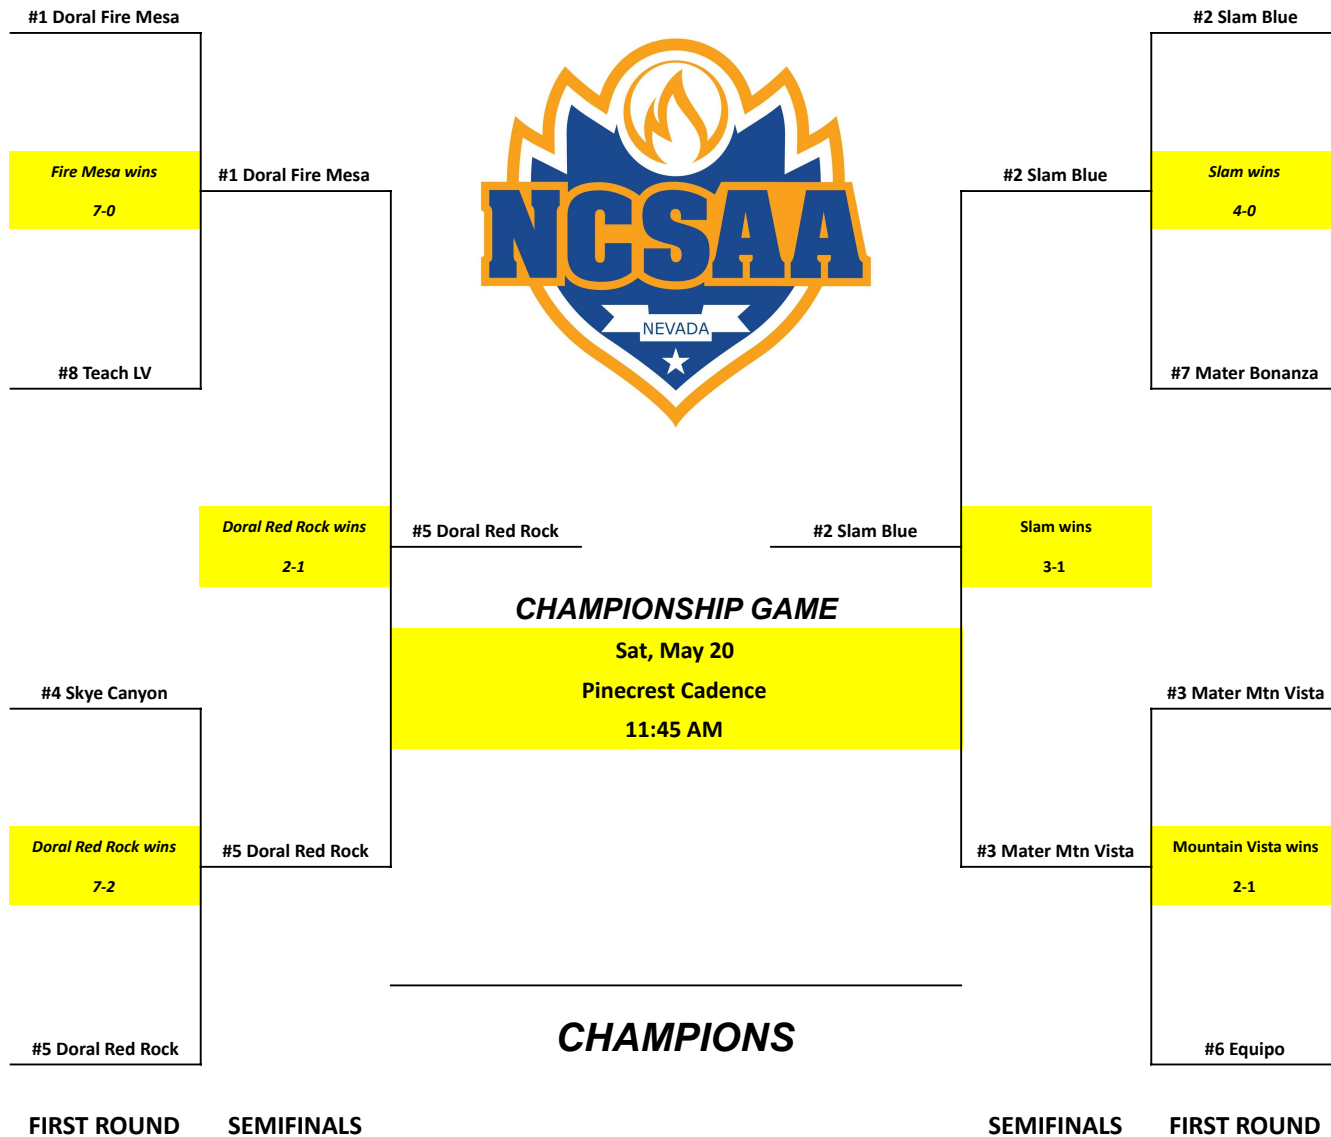 #1 Doral Fire Mesa
#2 Slam Blue
Fire Mesa wins
7-0
#1 Doral Fire Mesa
#2 Slam Blue
Slam wins
4-0
NCSAA
NEVADA
#8 Teach LV
#7 Mater Bonanza
Doral Red Rock wins
2-1
#5 Doral Red Rock
#2 Slam Blue
Slam wins
3-1
CHAMPIONSHIP GAME
Sat, May 20
Pinecrest Cadence
11:45 AM
#4 Skye Canyon
#3 Mater Mtn Vista
Doral Red Rock wins
7-2
#5 Doral Red Rock
#3 Mater Mtn Vista
Mountain Vista wins
2-1
CHAMPIONS
#5 Doral Red Rock
#6 Equipo
FIRST ROUND
SEMIFINALS
SEMIFINALS
FIRST ROUND